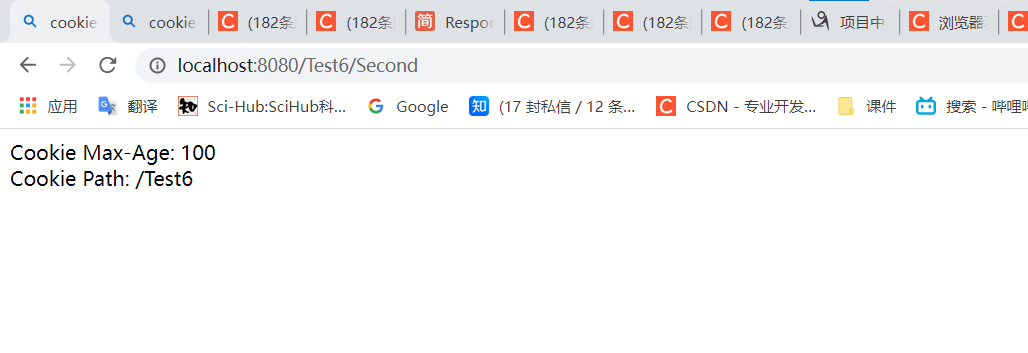 cookie cookie (182条 (182条 Respon (182条 (182条 (182条 项目中 浏览器
localhost:8080/Test6/Second
应用 翻译 Sci-Hub:SciHub科... Google (17 封私信 / 12 条... CSDN - 专业开发... 课件 搜索 - 哔哩
Cookie Max-Age: 100
Cookie Path: /Test6